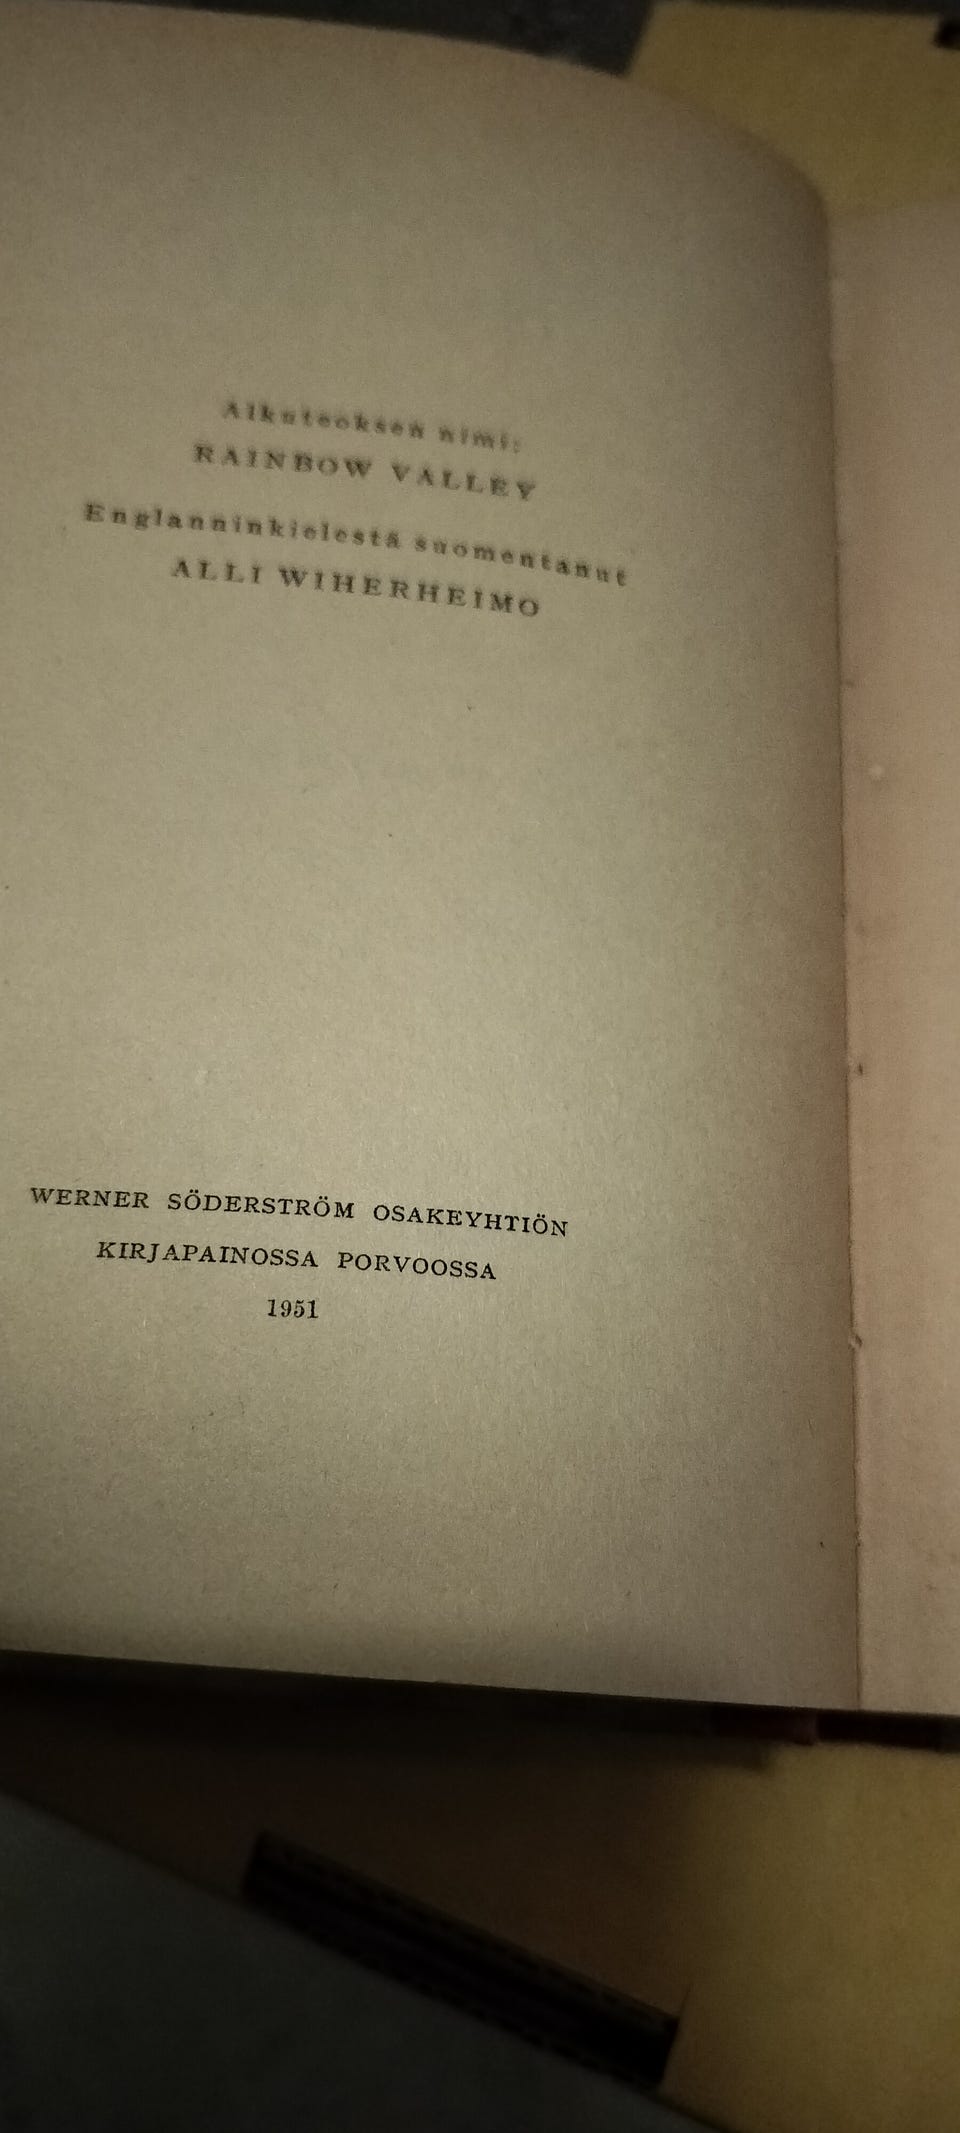 Alkuteoksen nimi:
RAINBOW VALLEY
Englanninkielestä suomentanut
ALLI WIHERHEIMO
WERNER SÖDERSTRÖM OSAKEYHTIÖN
KIRJAPAINOSSA PORVOOSSA
1951